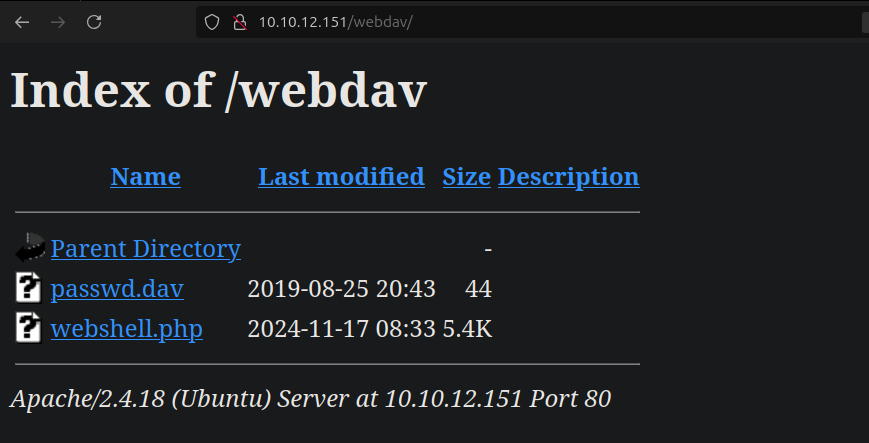 10.10.12.151/webdav/
Index of /webdav
Name Last modified Size Description
Parent Directory -
passwd.dav 2019-08-25 20:43 44
webshell.php 2024-11-17 08:33 5.4K
Apache/2.4.18 (Ubuntu) Server at 10.10.12.151 Port 80